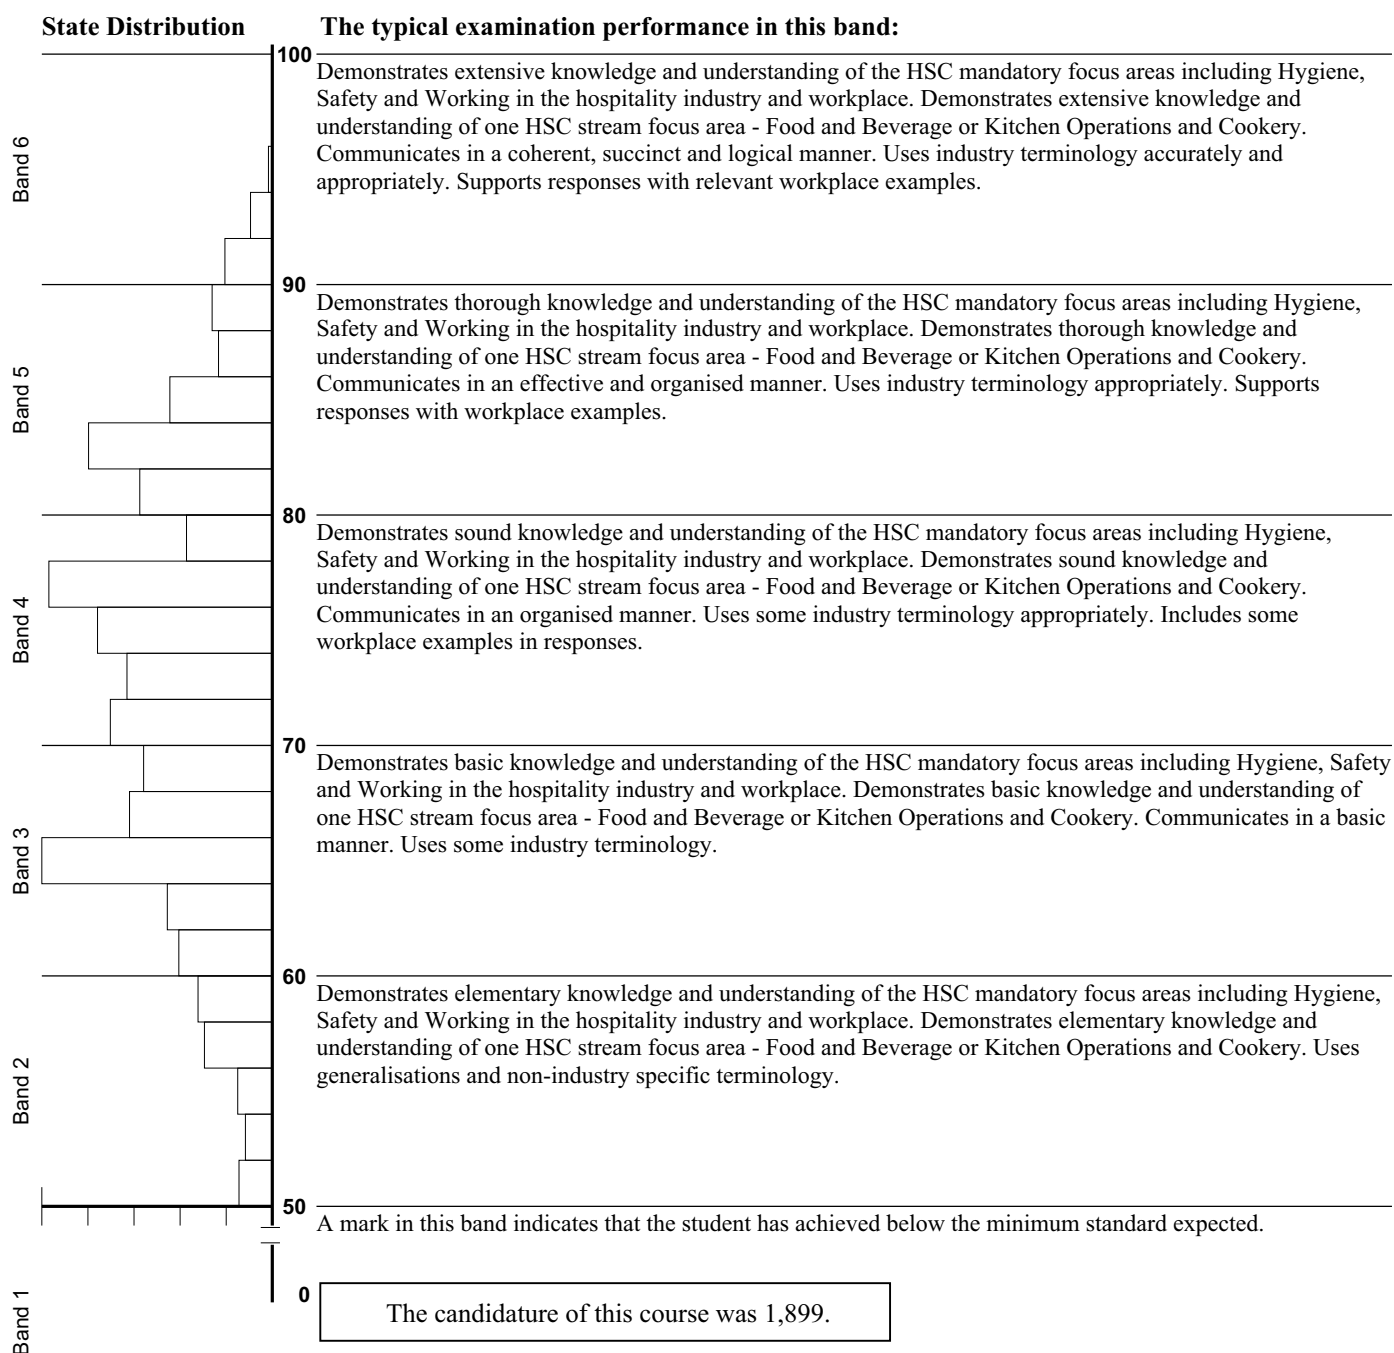 State Distribution
The typical examination performance in this band:
100
Band 6
Demonstrates extensive knowledge and understanding of the HSC mandatory focus areas including Hygiene,
Safety and Working in the hospitality industry and workplace. Demonstrates extensive knowledge and
understanding of one HSC stream focus area - Food and Beverage or Kitchen Operations and Cookery.
Communicates in a coherent, succinct and logical manner. Uses industry terminology accurately and
appropriately. Supports responses with relevant workplace examples.
90
Band 5
Demonstrates thorough knowledge and understanding of the HSC mandatory focus areas including Hygiene,
Safety and Working in the hospitality industry and workplace. Demonstrates thorough knowledge and
understanding of one HSC stream focus area - Food and Beverage or Kitchen Operations and Cookery.
Communicates in an effective and organised manner. Uses industry terminology appropriately. Supports
responses with workplace examples.
80
Band 4
Demonstrates sound knowledge and understanding of the HSC mandatory focus areas including Hygiene,
Safety and Working in the hospitality industry and workplace. Demonstrates sound knowledge and
understanding of one HSC stream focus area - Food and Beverage or Kitchen Operations and Cookery.
Communicates in an organised manner. Uses some industry terminology appropriately. Includes some
workplace examples in responses.
70
Band 3
Demonstrates basic knowledge and understanding of the HSC mandatory focus areas including Hygiene, Safety
and Working in the hospitality industry and workplace. Demonstrates basic knowledge and understanding of
one HSC stream focus area - Food and Beverage or Kitchen Operations and Cookery. Communicates in a basic
manner. Uses some industry terminology.
60
Band 2
Demonstrates elementary knowledge and understanding of the HSC mandatory focus areas including Hygiene,
Safety and Working in the hospitality industry and workplace. Demonstrates elementary knowledge and
understanding of one HSC stream focus area - Food and Beverage or Kitchen Operations and Cookery. Uses
generalisations and non-industry specific terminology.
50
A mark in this band indicates that the student has achieved below the minimum standard expected.
0
Band 1
The candidature of this course was 1,899.